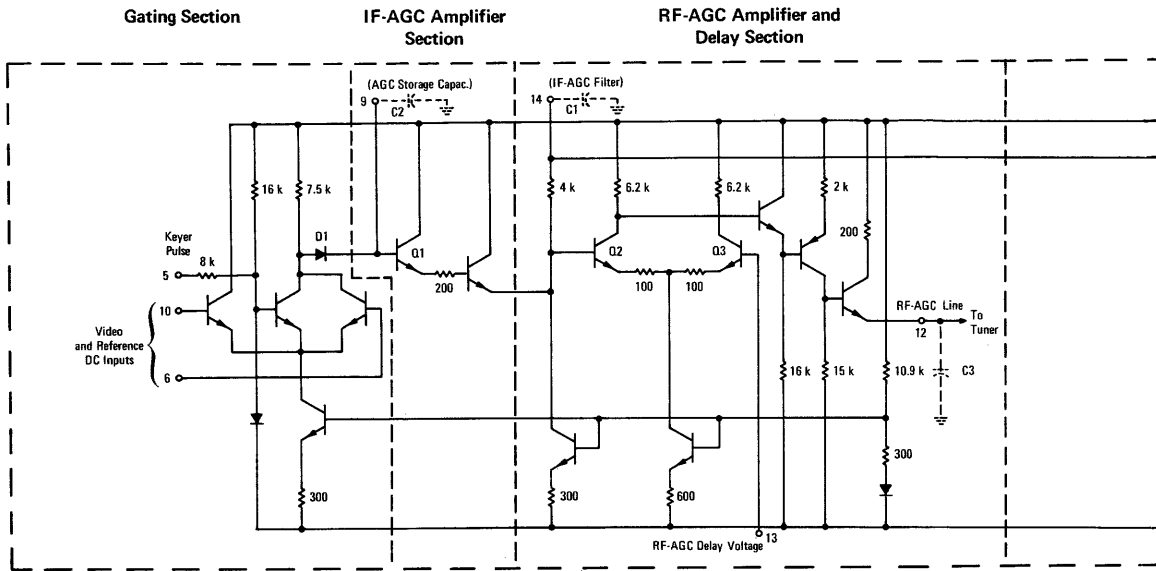 Gating Section
IF-AGC Amplifier
Section
RF-AGC Amplifier and
Delay Section
(AGC Storage Capac.)
9
C2
(IF-AGC Filter)
14
C1
16 k
7.5 k
4 k
6.2 k
6.2 k
2 k
200
Keyer
Pulse
5
8 k
D1
Q1
200
Q2
Q3
100
100
10
Video
and Reference
DC Inputs
6
RF-AGC Line
12
To
Tuner
C3
16 k
15 k
10.9 k
300
300
300
600
RF-AGC Delay Voltage
13